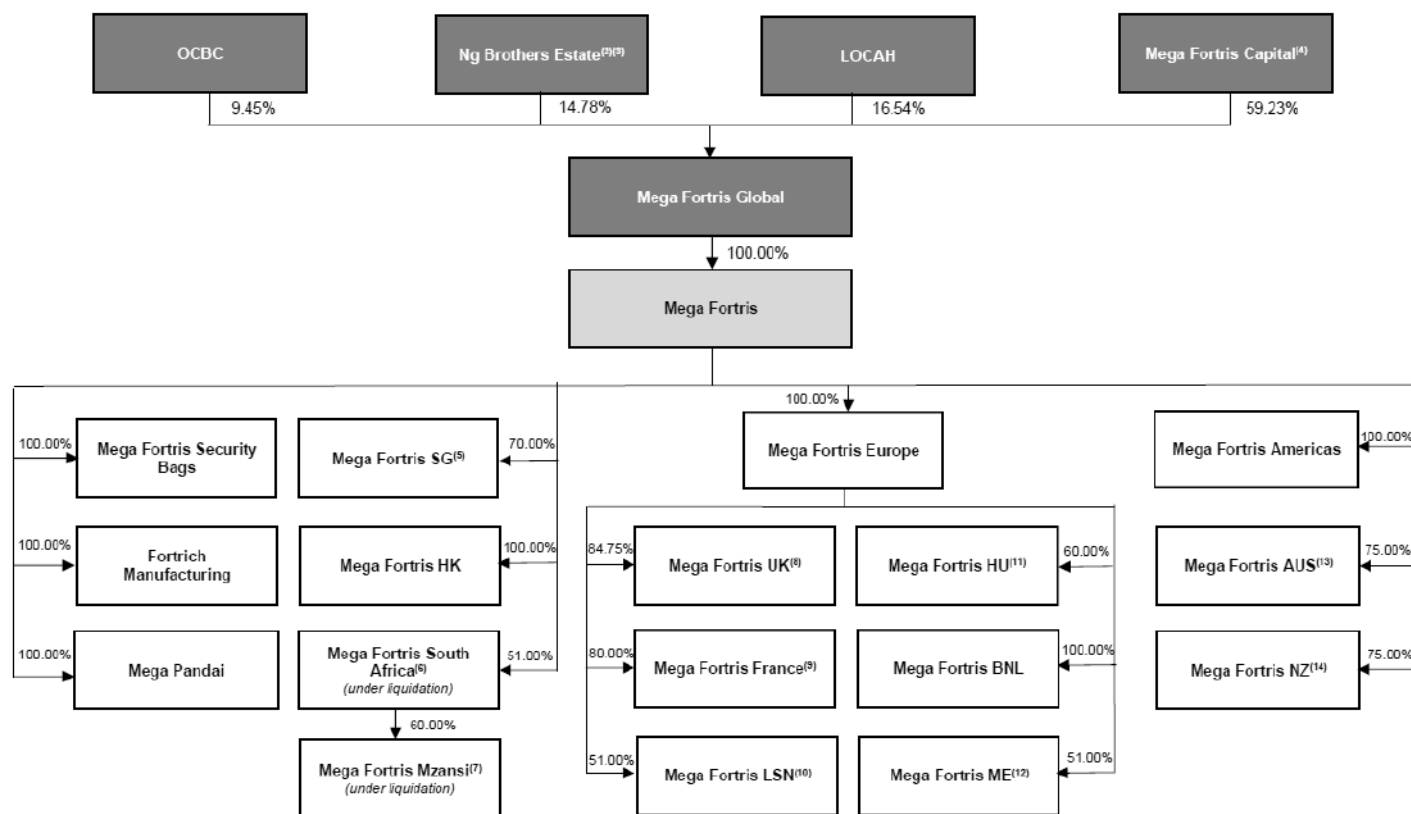 OCBC
Ng Brothers Estate(2)(3)
LOCAH
Mega Fortris Capital(4)
9.45%
14.78%
16.54%
59.23%
Mega Fortris Global
100.00%
Mega Fortris
100.00%
100.00%
Mega Fortris Security
Bags
Mega Fortris SG(5)
70.00%
Mega Fortris Europe
Mega Fortris Americas
100.00%
100.00%
Fortrich
Manufacturing
Mega Fortris HK
100.00%
84.75%
Mega Fortris UK(8)
Mega Fortris HU(11)
60.00%
Mega Fortris AUS(13)
75.00%
100.00%
Mega Pandai
Mega Fortris South
Africa(6)
(under liquidation)
51.00%
80.00%
Mega Fortris France(9)
Mega Fortris BNL
100.00%
Mega Fortris NZ(14)
75.00%
60.00%
Mega Fortris Mzansi(7)
(under liquidation)
51.00%
Mega Fortris LSN(10)
Mega Fortris ME(12)
51.00%